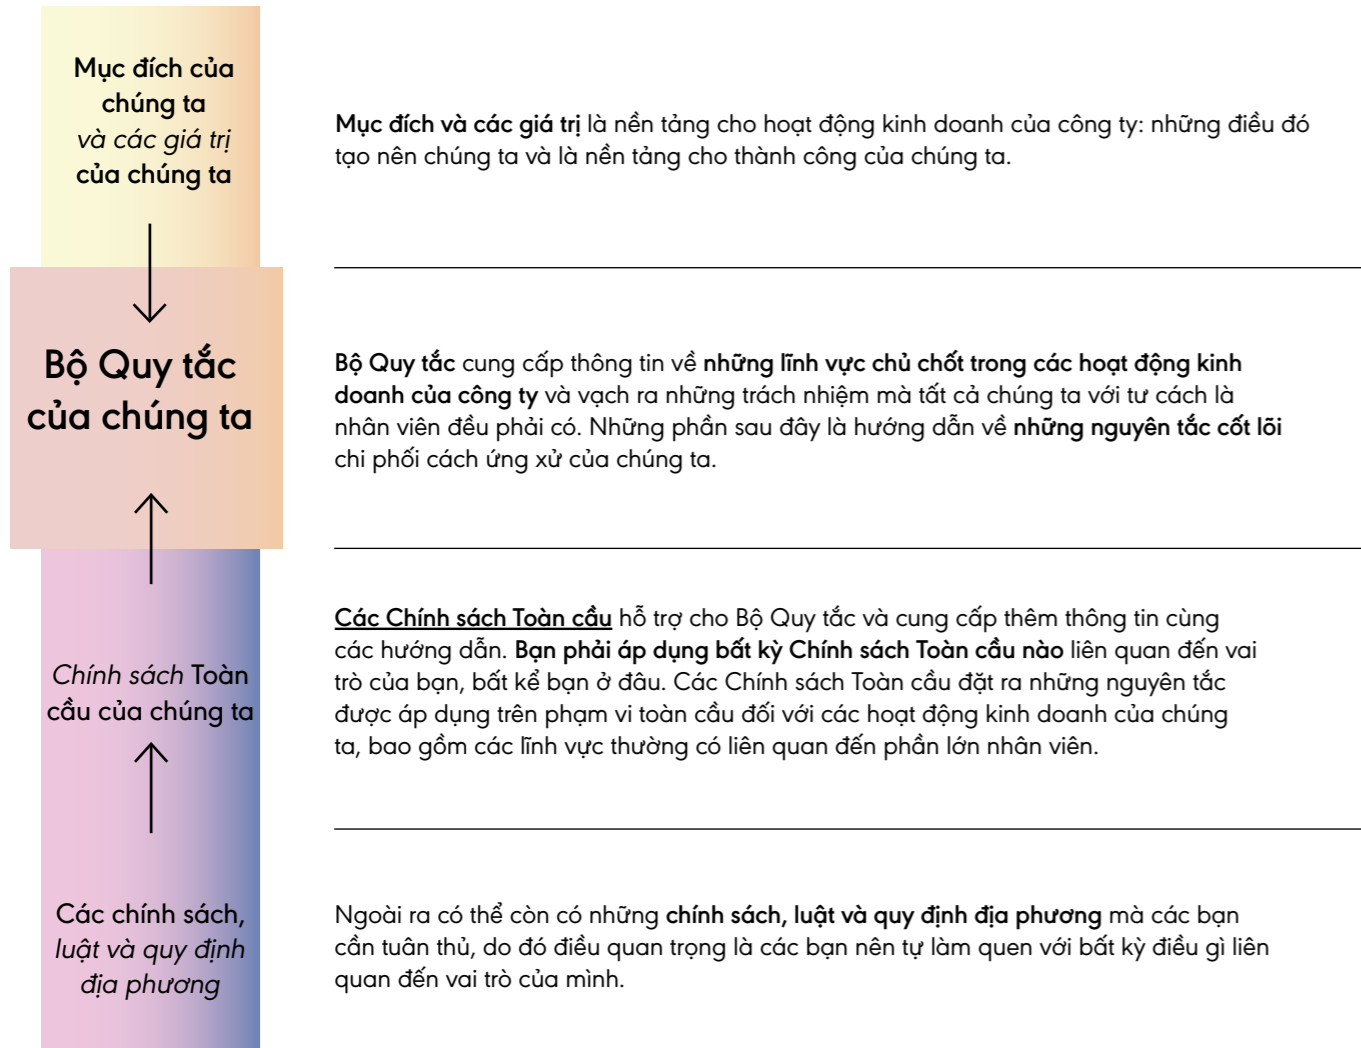 Mục đích của
chúng ta
và các giá trị
của chúng ta
Mục đích và các giá trị là nền tảng cho hoạt động kinh doanh của công ty: những điều đó
tạo nên chúng ta và là nền tảng cho thành công của chúng ta.
Bộ Quy tắc
của chúng ta
Bộ Quy tắc cung cấp thông tin về những lĩnh vực chủ chốt trong các hoạt động kinh
doanh của công ty và vạch ra những trách nhiệm mà tất cả chúng ta với tư cách là
nhân viên đều phải có. Những phần sau đây là hướng dẫn về những nguyên tắc cốt lõi
chi phối cách ứng xử của chúng ta.
Chính sách Toàn
cầu của chúng ta
Các Chính sách Toàn cầu hỗ trợ cho Bộ Quy tắc và cung cấp thêm thông tin cùng
các hướng dẫn. Bạn phải áp dụng bất kỳ Chính sách Toàn cầu nào liên quan đến vai
trò của bạn, bất kể bạn ở đâu. Các Chính sách Toàn cầu đặt ra những nguyên tắc
được áp dụng trên phạm vi toàn cầu đối với các hoạt động kinh doanh của chúng
ta, bao gồm các lĩnh vực thường có liên quan đến phần lớn nhân viên.
Các chính sách,
luật và quy định
địa phương
Ngoài ra có thể còn có những chính sách, luật và quy định địa phương mà các bạn
cần tuân thủ, do đó điều quan trọng là các bạn nên tự làm quen với bất kỳ điều gì liên
quan đến vai trò của mình.